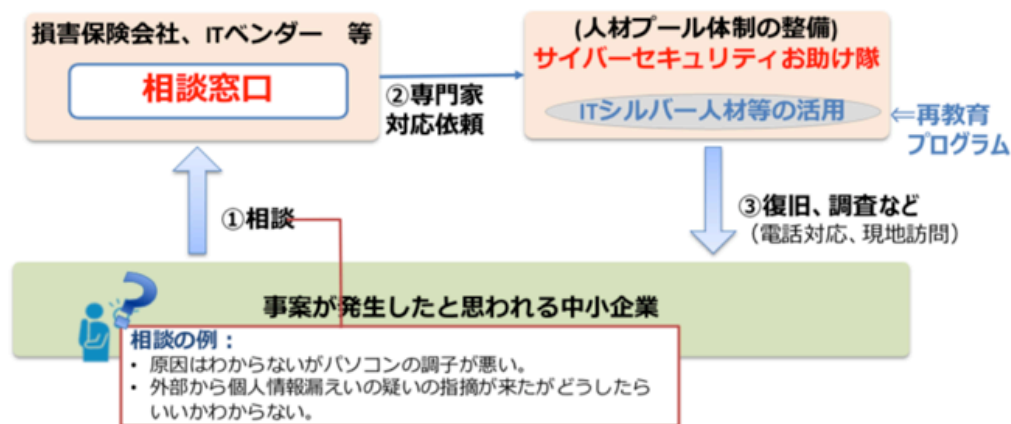 損害保険会社、ITベンダー　等
相談窓口
②専門家
対応依頼
(人材プール体制の整備)
サイバーセキュリティお助け隊
ITシルバー人材等の活用
⇐再教育
プログラム
①相談
③復旧、調査など
（電話対応、現地訪問）
事案が発生したと思われる中小企業
相談の例：
• 原因はわからないがパソコンの調子が悪い。
• 外部から個人情報漏えいの疑いの指摘が来たがどうしたら
いいかわからない。